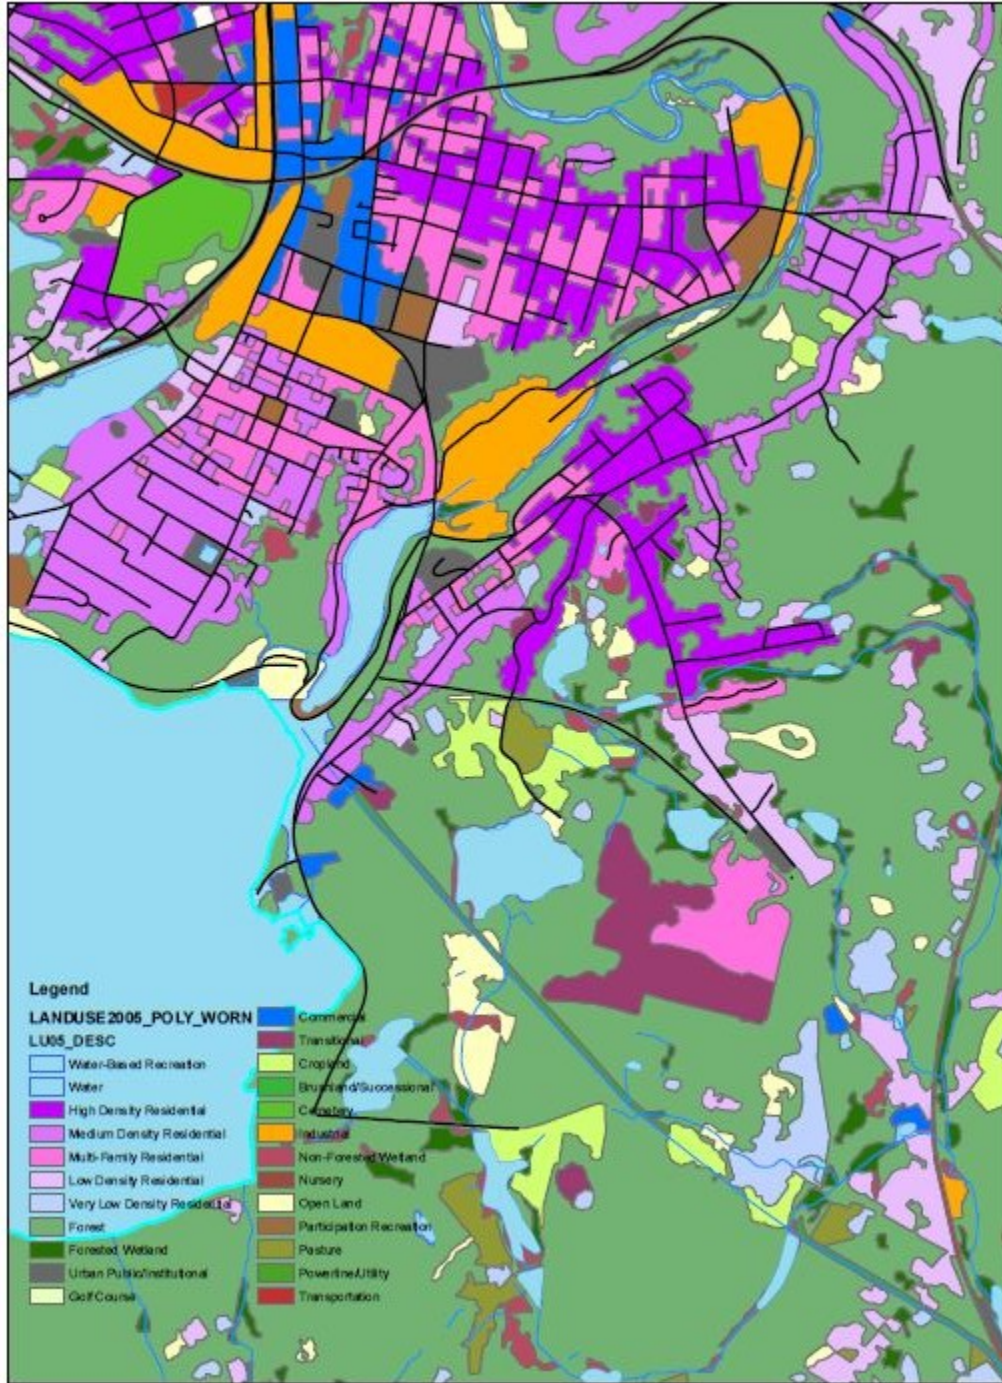 Legend
LANDUSE2005_POLY_WORN
LU05_DESC
Water-Based Recreation
Water
High Density Residential
Medium Density Residential
Multi-Family Residential
Low Density Residential
Very Low Density Residential
Forest
Forested Wetland
Urban Public/Institutional
Golf Course
Commercial
Transitional
Cropland
Brushland/Successional
Cemetery
Industrial
Non-Forested Wetland
Nursery
Open Land
Participation Recreation
Pasture
Powerline/Utility
Transportation